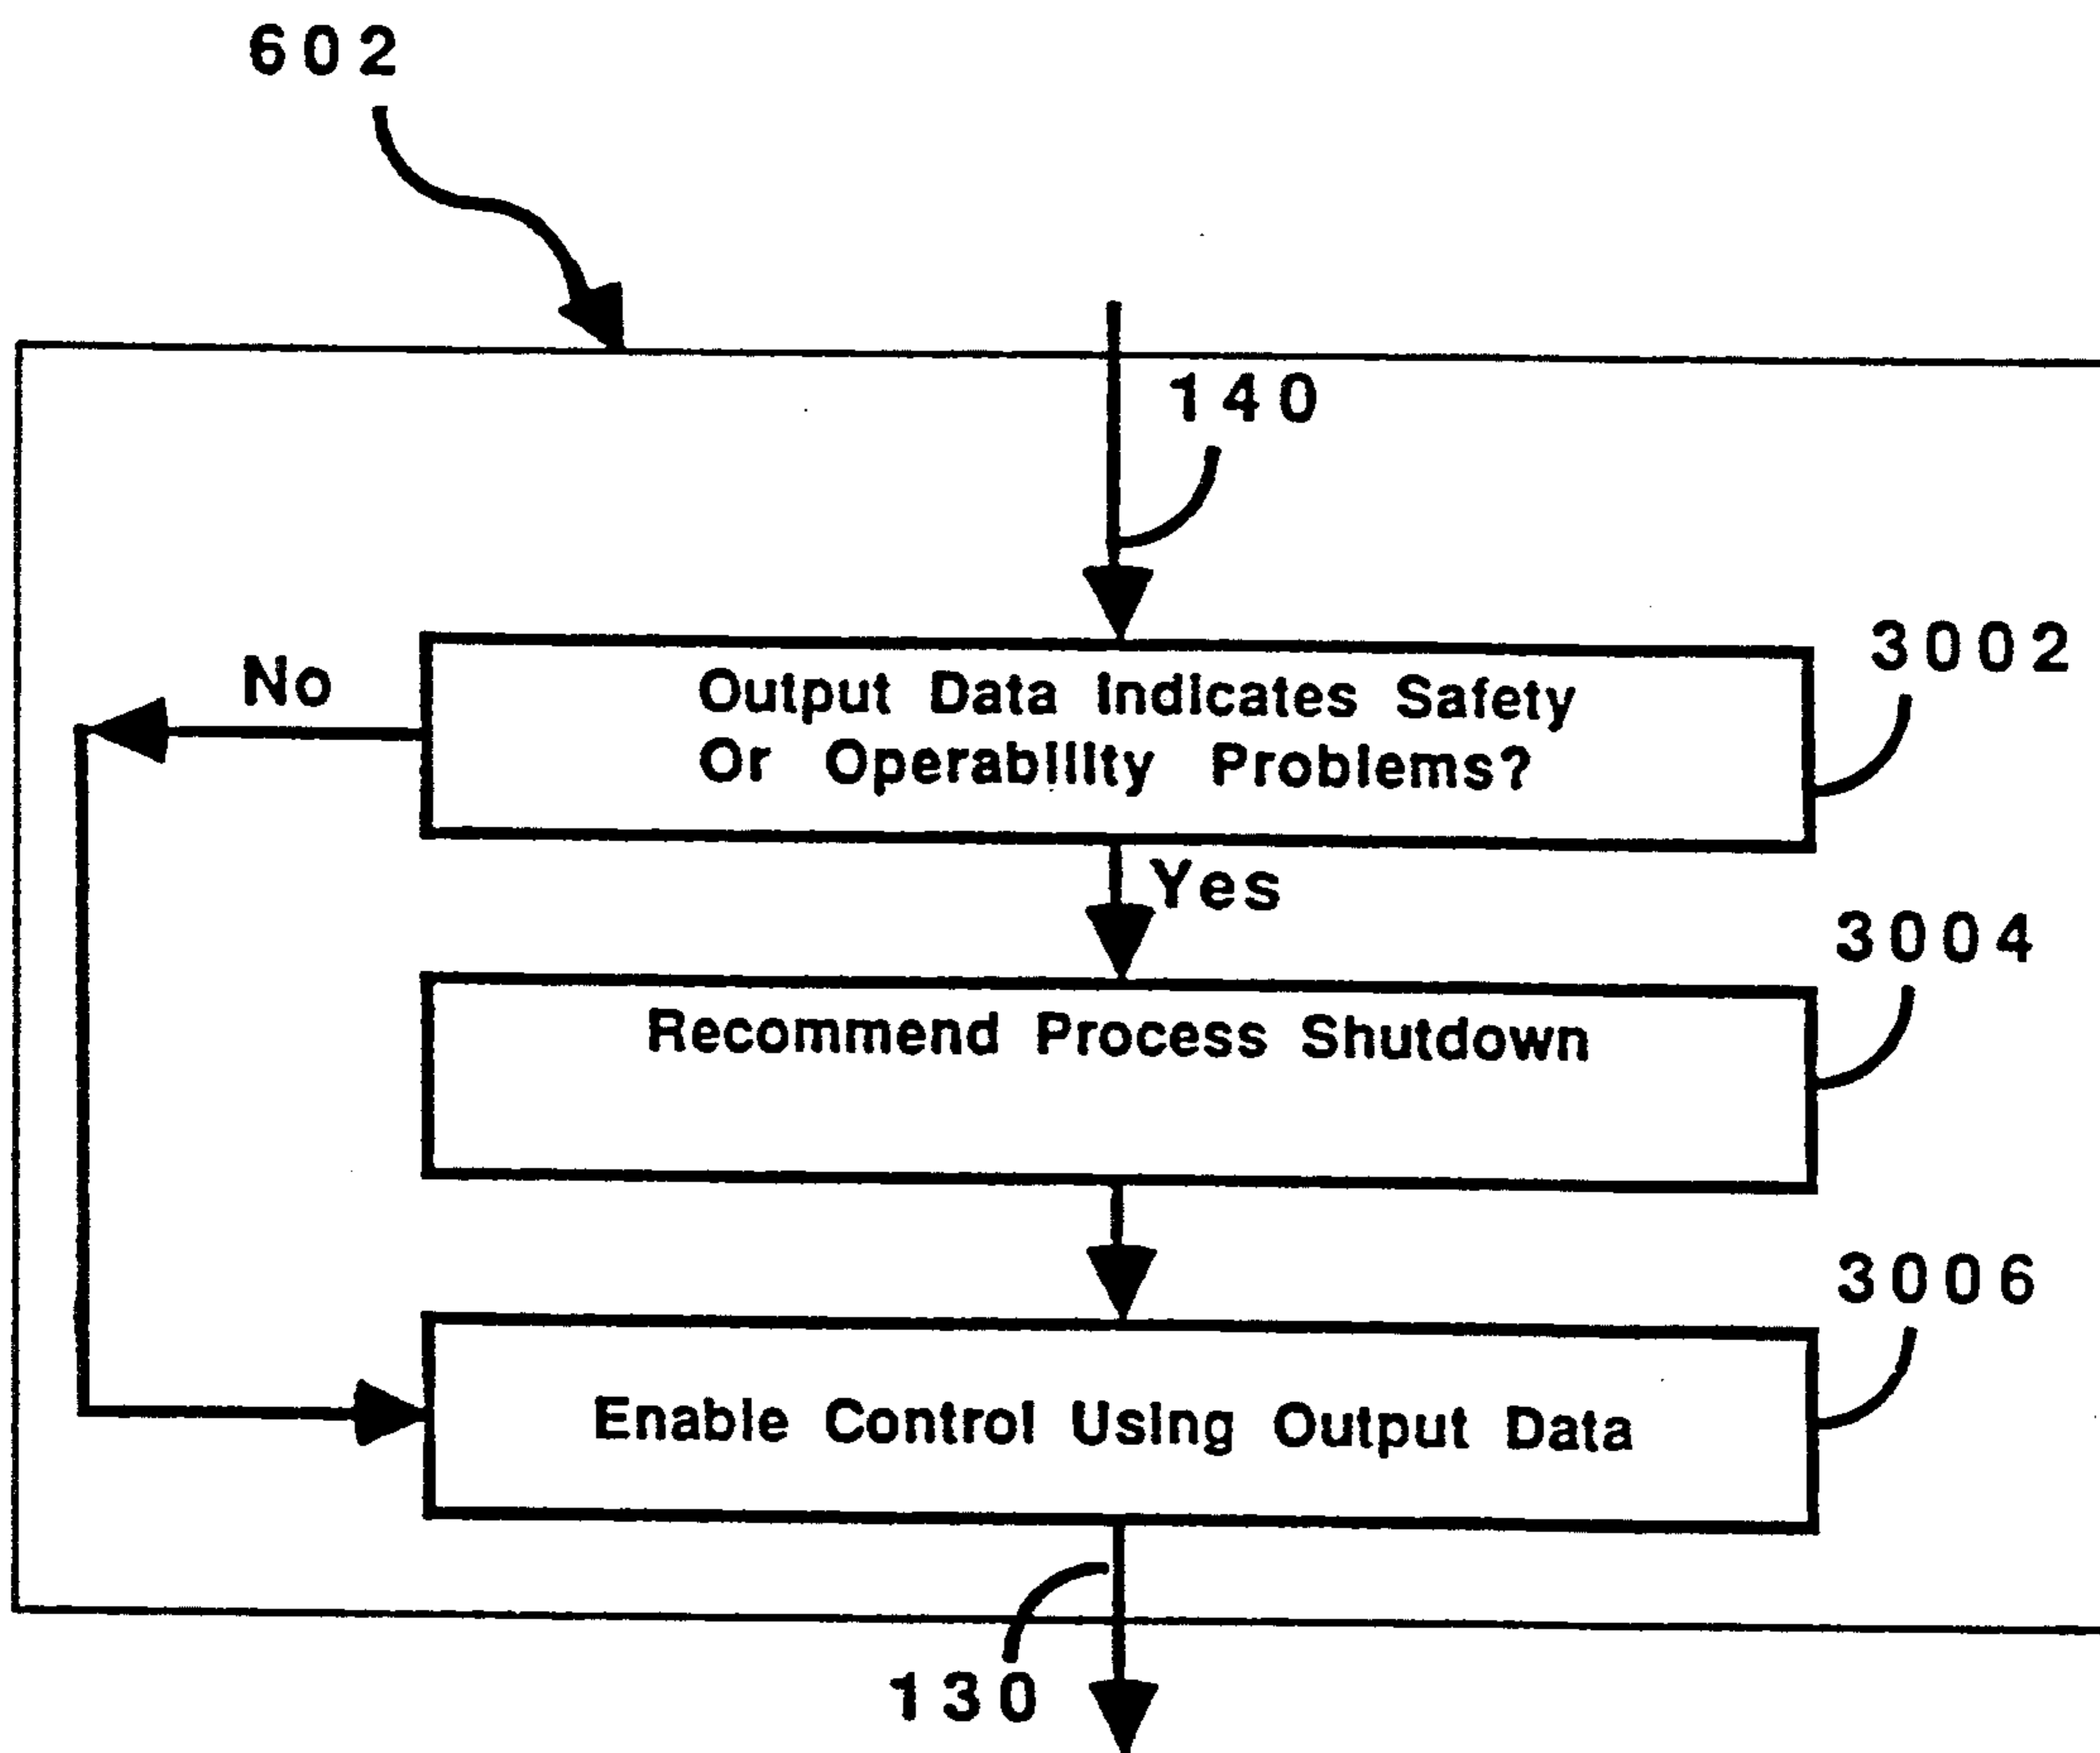 602
140
3002
No
Output Data Indicates Safety
Or Operability Problems?
Yes
3004
Recommend Process Shutdown
3006
Enable Control Using Output Data
130